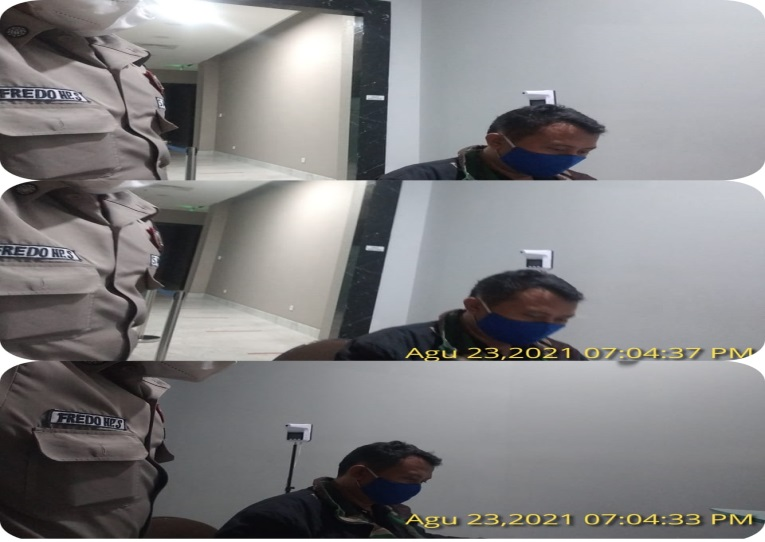 FREDO HP.S
FREDO HP.S
Agu 23,2021 07:04:37 PM
FREDO HP.S
Agu 23,2021 07:04:33 PM